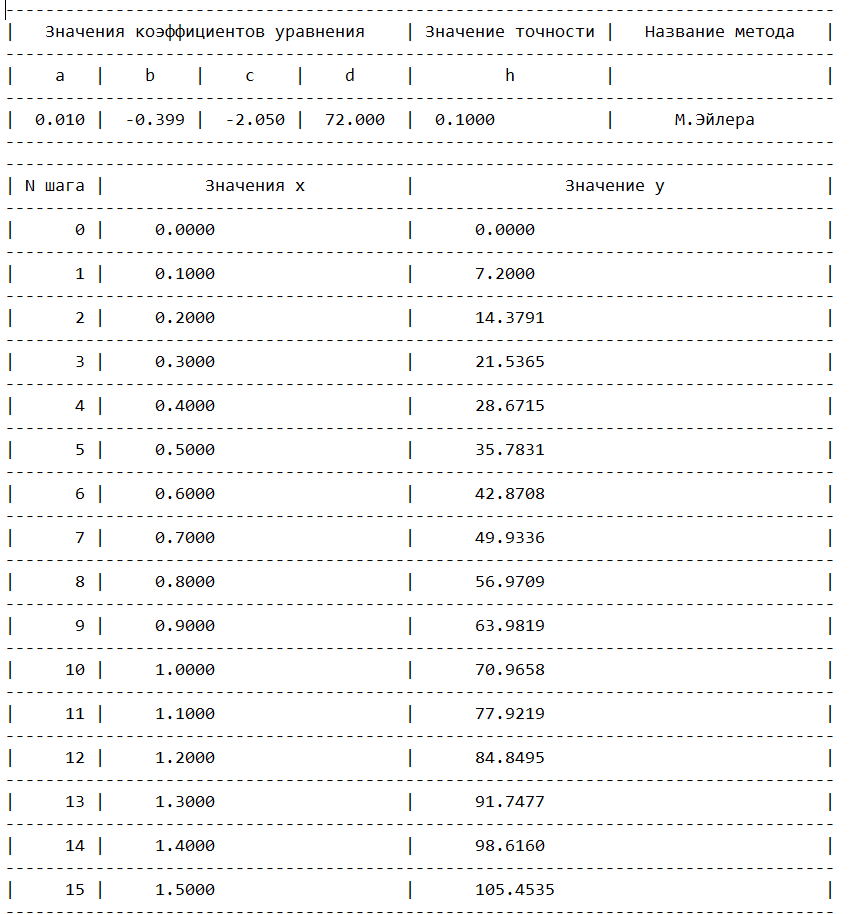 | Значения коэффициентов уравнения | Значение точности | Название метода |
| a | b | c | d | h | |
| 0.010 | -0.399 | -2.050 | 72.000 | 0.1000 | М.Эйлера |
| N шага | Значения x | Значение y |
| 0 | 0.0000 | 0.0000 |
| 1 | 0.1000 | 7.2000 |
| 2 | 0.2000 | 14.3791 |
| 3 | 0.3000 | 21.5365 |
| 4 | 0.4000 | 28.6715 |
| 5 | 0.5000 | 35.7831 |
| 6 | 0.6000 | 42.8708 |
| 7 | 0.7000 | 49.9336 |
| 8 | 0.8000 | 56.9709 |
| 9 | 0.9000 | 63.9819 |
| 10 | 1.0000 | 70.9658 |
| 11 | 1.1000 | 77.9219 |
| 12 | 1.2000 | 84.8495 |
| 13 | 1.3000 | 91.7477 |
| 14 | 1.4000 | 98.6160 |
| 15 | 1.5000 | 105.4535 |